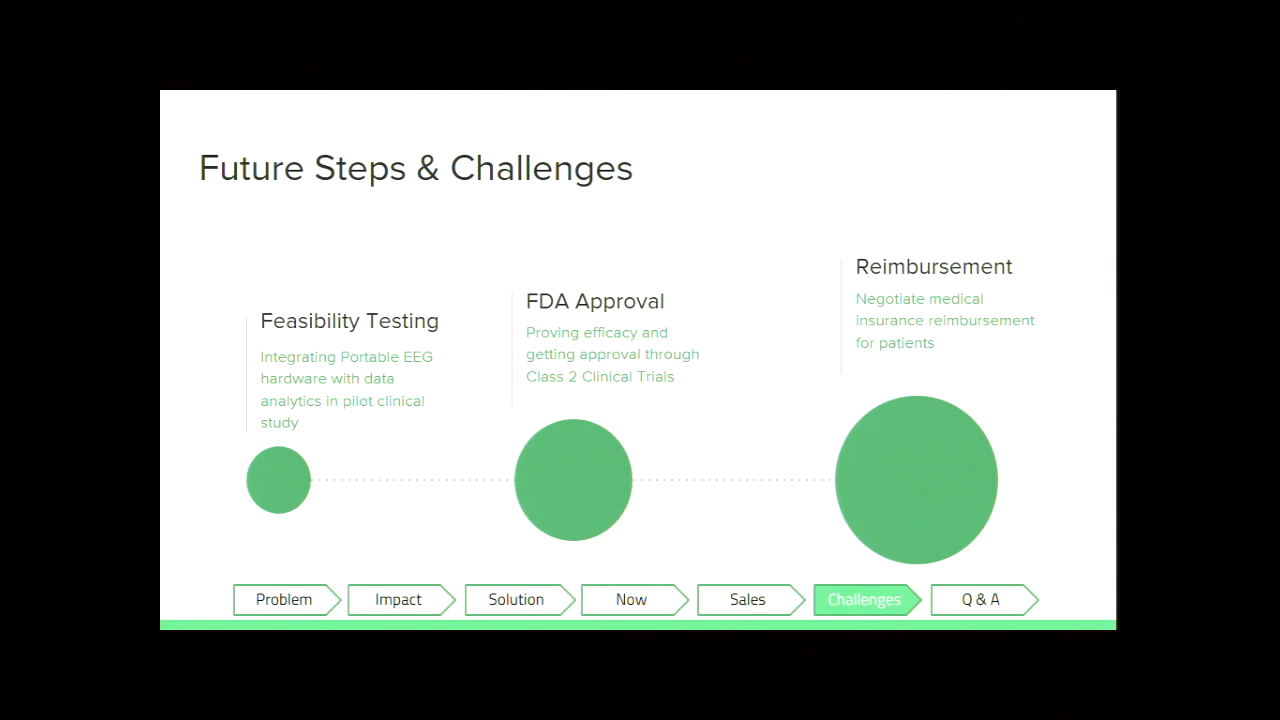 Future Steps & Challenges
Feasibility Testing
Integrating Portable EEG
hardware with data
analytics in pilot clinical
study
FDA Approval
Proving efficacy and
getting approval through
Class 2 Clinical Trials
Reimbursement
Negotiate medical
insurance reimbursement
for patients
Problem
Impact
Solution
Now
Sales
Challenges
Q & A